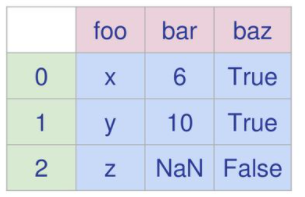 foo bar baz
0 x 6 True
1 y 10 True
2 z NaN False